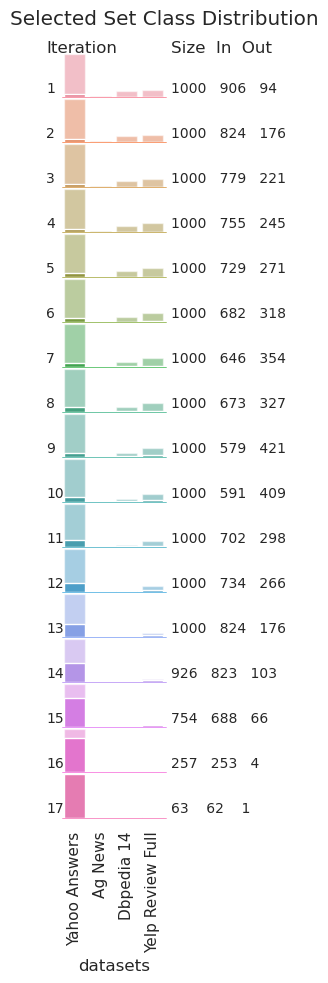 Selected Set Class Distribution
Iteration Size In Out
1 1000 906 94
2 1000 824 176
3 1000 779 221
4 1000 755 245
5 1000 729 271
6 1000 682 318
7 1000 646 354
8 1000 673 327
9 1000 579 421
10 1000 591 409
11 1000 702 298
12 1000 734 266
13 1000 824 176
14 926 823 103
15 754 688 66
16 257 253 4
17 63 62 1
Yahoo Answers
Ag News
Dbpedia 14
Yelp Review Full
datasets